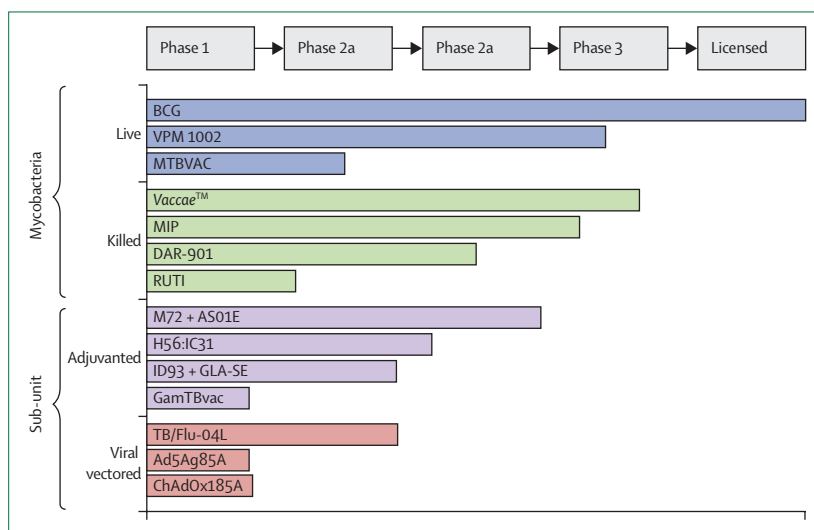 Phase 1
Phase 2a
Phase 2a
Phase 3
Licensed
Mycobacteria
Live
BCG
VPM 1002
MTBVAC
Killed
Vaccae™
MIP
DAR-901
RUTI
Sub-unit
Adjuvanted
M72 + AS01E
H56:IC31
ID93 + GLA-SE
GamTBvac
Viral
vectored
TB/Flu-04L
Ad5Ag85A
ChAdOx185A